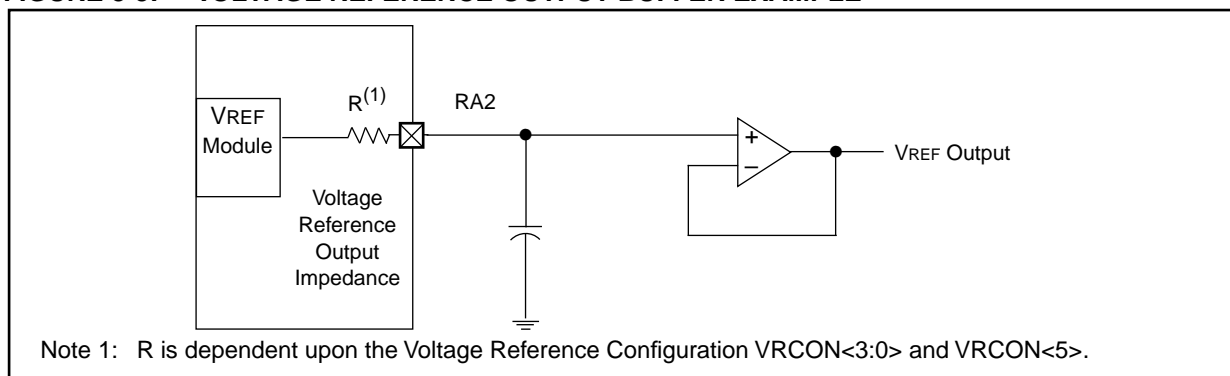 R(1)
RA2
VREF
Module
Voltage
Reference
Output
Impedance
+
−
VREF Output
Note 1: R is dependent upon the Voltage Reference Configuration VRCON<3:0> and VRCON<5>.